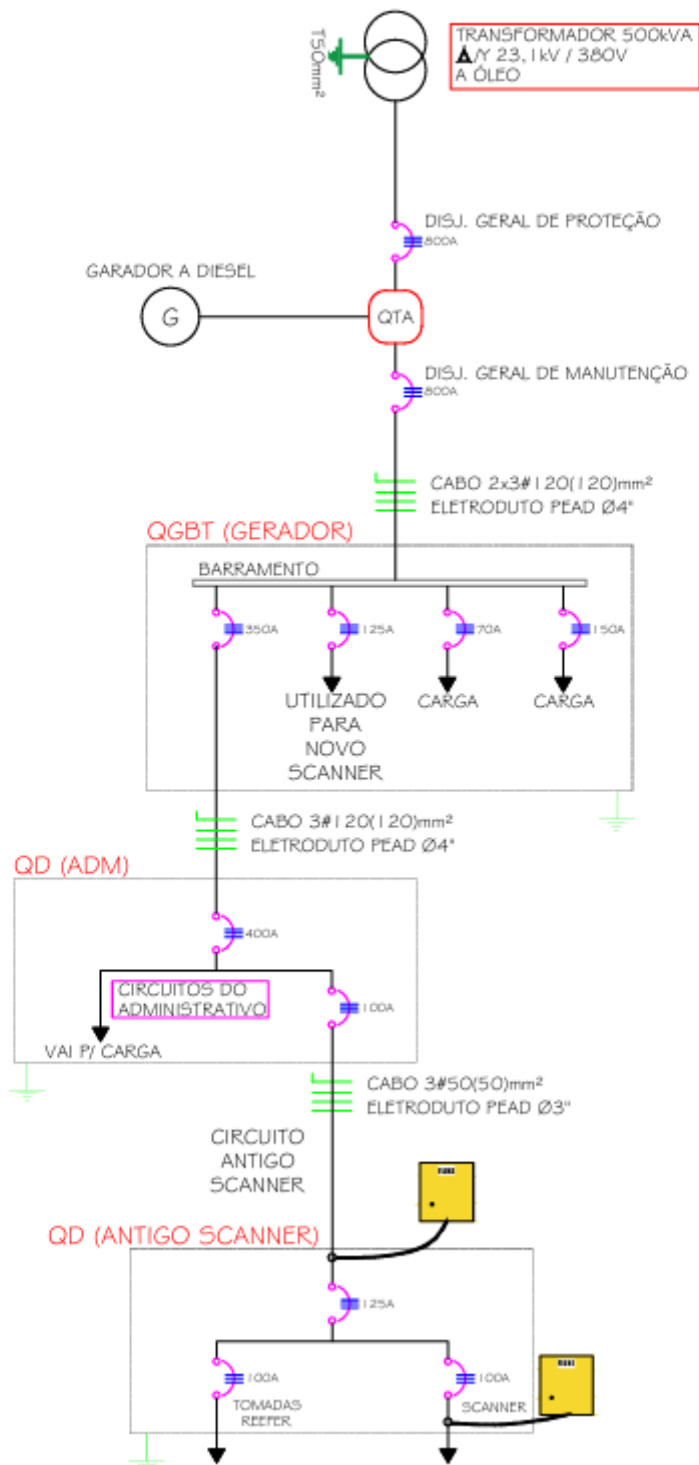 T50mm²
TRANSFORMADOR 500kVA
Δ/Y 23,1kV / 380V
A ÓLEO
DISJ. GERAL DE PROTEÇÃO
800A
GARADOR A DIESEL
G
QTA
DISJ. GERAL DE MANUTENÇÃO
800A
CABO 2x3#120(120)mm²
ELETRODUTO PEAD Ø4"
QGBT (GERADOR)
BARRAMENTO
350A
125A
70A
150A
UTILIZADO
PARA
NOVO
SCANNER
CARGA
CARGA
CABO 3#120(120)mm²
ELETRODUTO PEAD Ø4"
QD (ADM)
400A
CIRCUITOS DO
ADMINISTRATIVO
100A
VAI P/ CARGA
CABO 3#50(50)mm²
ELETRODUTO PEAD Ø3"
CIRCUITO
ANTIGO
SCANNER
FLUKE
QD (ANTIGO SCANNER)
125A
FLUKE
100A
100A
TOMADAS
REEFER
SCANNER